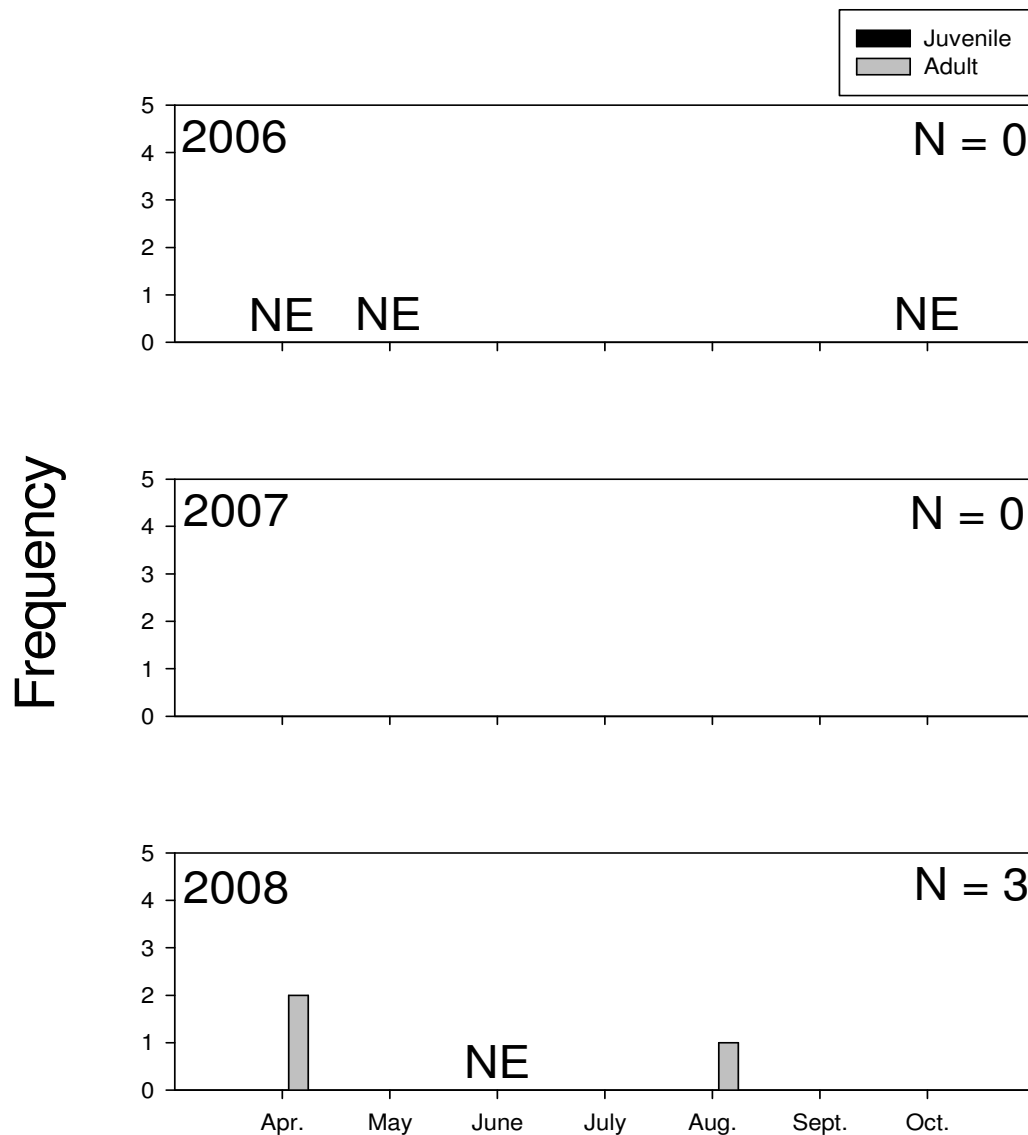 Juvenile
Adult
5
2006
N = 0
4
3
2
1
NE
NE
NE
0
Frequency
5
2007
N = 0
4
3
2
1
0
5
2008
N = 3
4
3
2
1
NE
0
Apr.
May
June
July
Aug.
Sept.
Oct.